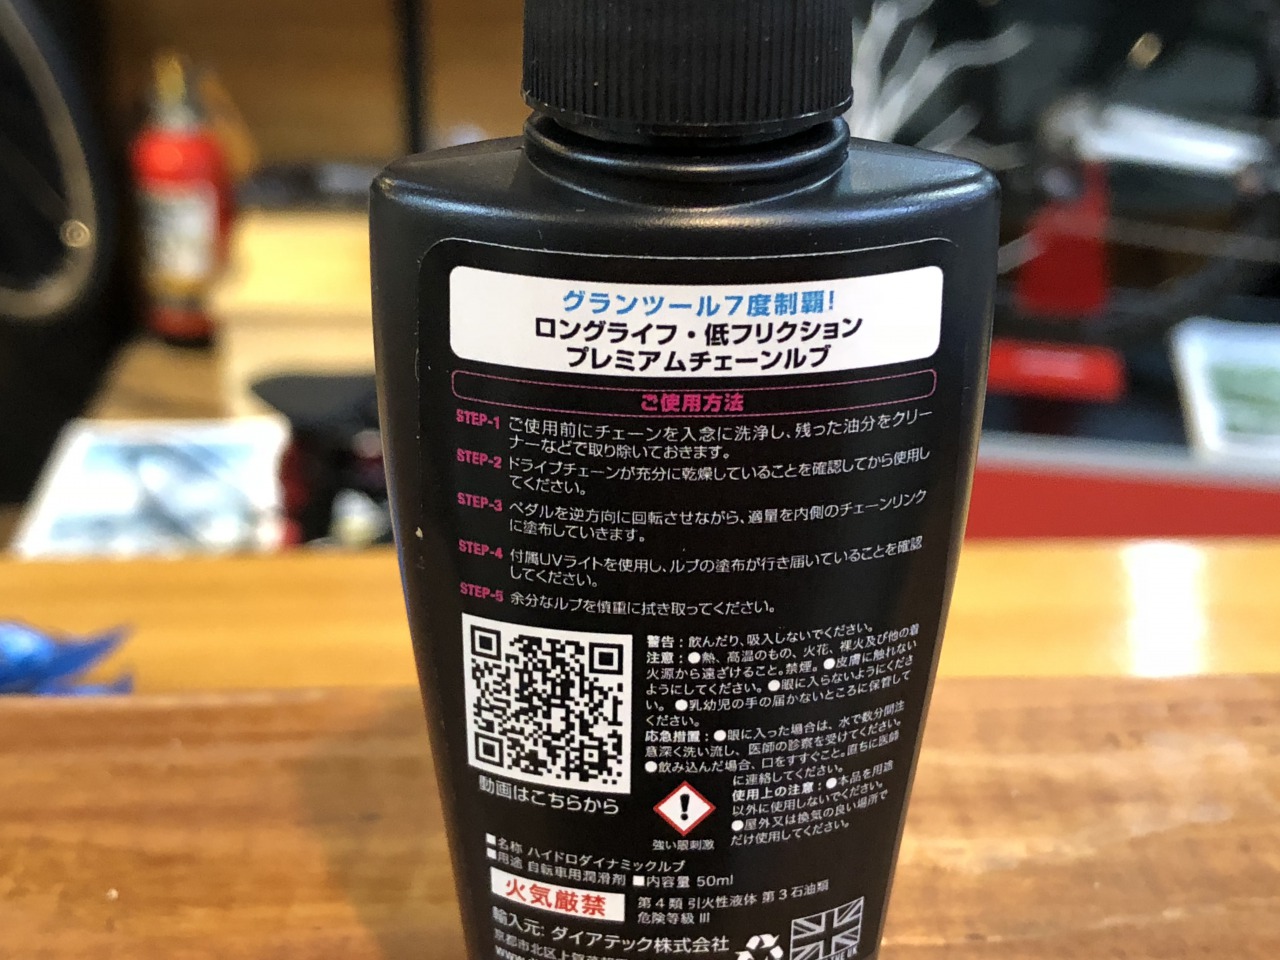 グランツール7度制覇!
ロングライフ・低フリクション
プレミアムチェーンルブ
ご使用方法
STEP-1 ご使用前にチェーンを入念に洗浄し、残った油分をクリー
ナーなどで取り除いておきます。
STEP-2 ドライブチェーンが充分に乾燥していることを確認してから使用し
てください。
STEP-3 ペダルを逆方向に回転させながら、適量を内側のチェーンリンク
に塗布していきます。
STEP-4 付属UVライトを使用し、ルブの塗布が行き届いていることを確認
してください。
STEP-5 余分なルブを慎重に拭き取ってください。
警告：飲んだり、吸入しないでください。
注意：●熱、高温のもの、火花、裸火及び他の着
火源から遠ざけること。禁煙。●皮膚に触れない
ようにしてください。●眼に入らないようにくださ
い。●乳幼児の手の届かないところに保管して
ください。
応急措置：●眼に入った場合は、水で数分間注
意深く洗い流し、医師の診察を受けてください。
●飲み込んだ場合、口をすすぐこと。直ちに医師
に連絡してください。
使用上の注意：●本品を用途
以外に使用しないでください。
●屋外又は換気の良い場所で
だけ使用してください。
動画はこちらから
強い眼刺激
■名称 ハイドロダイナミックルブ
■用途 自転車用潤滑剤 ■内容量 50ml
火気厳禁
第4類 引火性液体 第3石油類
危険等級 III
輸入元: ダイアテック株式会社
京都市北区上賀茂